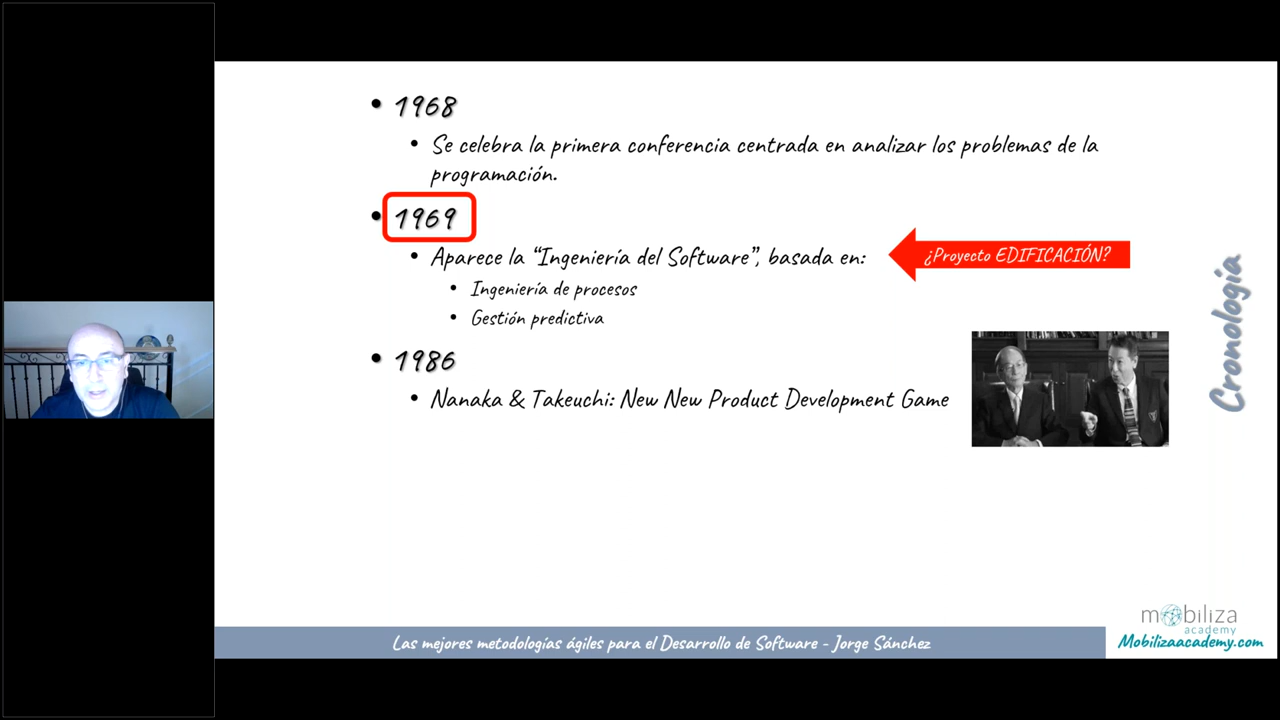 1968
Se celebra la primera conferencia centrada en analizar los problemas de la
programación.
1969
Aparece la “Ingeniería del Software”, basada en:
¿Proyecto EDIFICACIÓN?
Ingeniería de procesos
Gestión predictiva
1986
Nanaka & Takeuchi: New New Product Development Game
Cronología
Las mejores metodologías ágiles para el Desarrollo de Software - Jorge Sánchez
mobiliza
academy
Mobilizaacademy.com